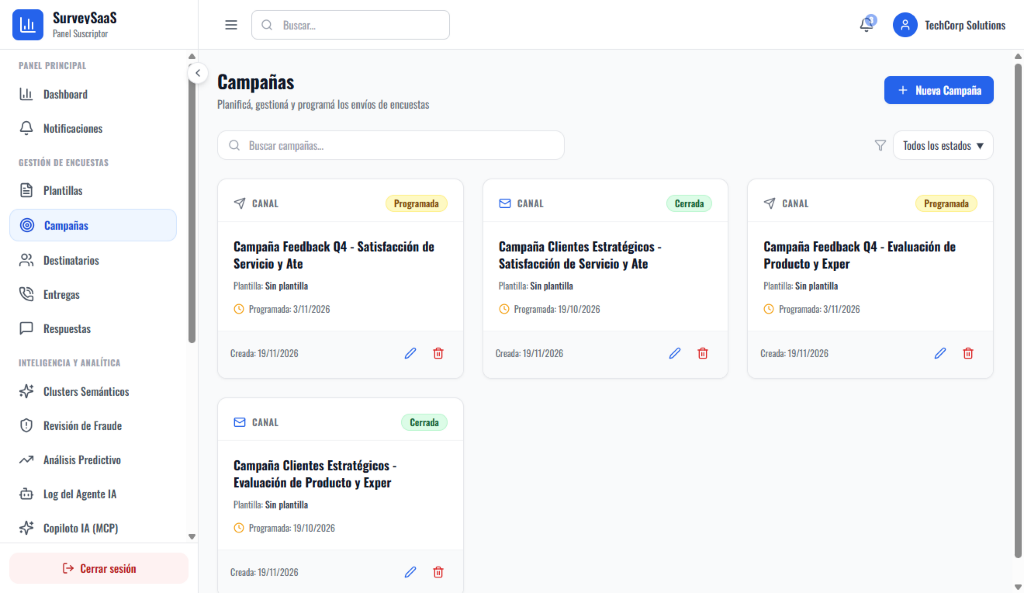 SurveySaaS
Panel Suscriptor
Buscar...
TechCorp Solutions
PANEL PRINCIPAL
Dashboard
Notificaciones
GESTIÓN DE ENCUESTAS
Plantillas
Campañas
Destinatarios
Entregas
Respuestas
INTELIGENCIA Y ANALÍTICA
Clusters Semánticos
Revisión de Fraude
Análisis Predictivo
Log del Agente IA
Copiloto IA (MCP)
Cerrar sesión
Campañas
Planificá, gestioná y programá los envíos de encuestas
Nueva Campaña
Buscar campañas...
Todos los estados
CANAL
Programada
Campaña Feedback Q4 - Satisfacción de
Servicio y Ate
Plantilla: Sin plantilla
Programada: 3/11/2026
Creada: 19/11/2026
CANAL
Cerrada
Campaña Clientes Estratégicos -
Satisfacción de Servicio y Ate
Plantilla: Sin plantilla
Programada: 19/10/2026
Creada: 19/11/2026
CANAL
Programada
Campaña Feedback Q4 - Evaluación de
Producto y Exper
Plantilla: Sin plantilla
Programada: 3/11/2026
Creada: 19/11/2026
CANAL
Cerrada
Campaña Clientes Estratégicos -
Evaluación de Producto y Exper
Plantilla: Sin plantilla
Programada: 19/10/2026
Creada: 19/11/2026